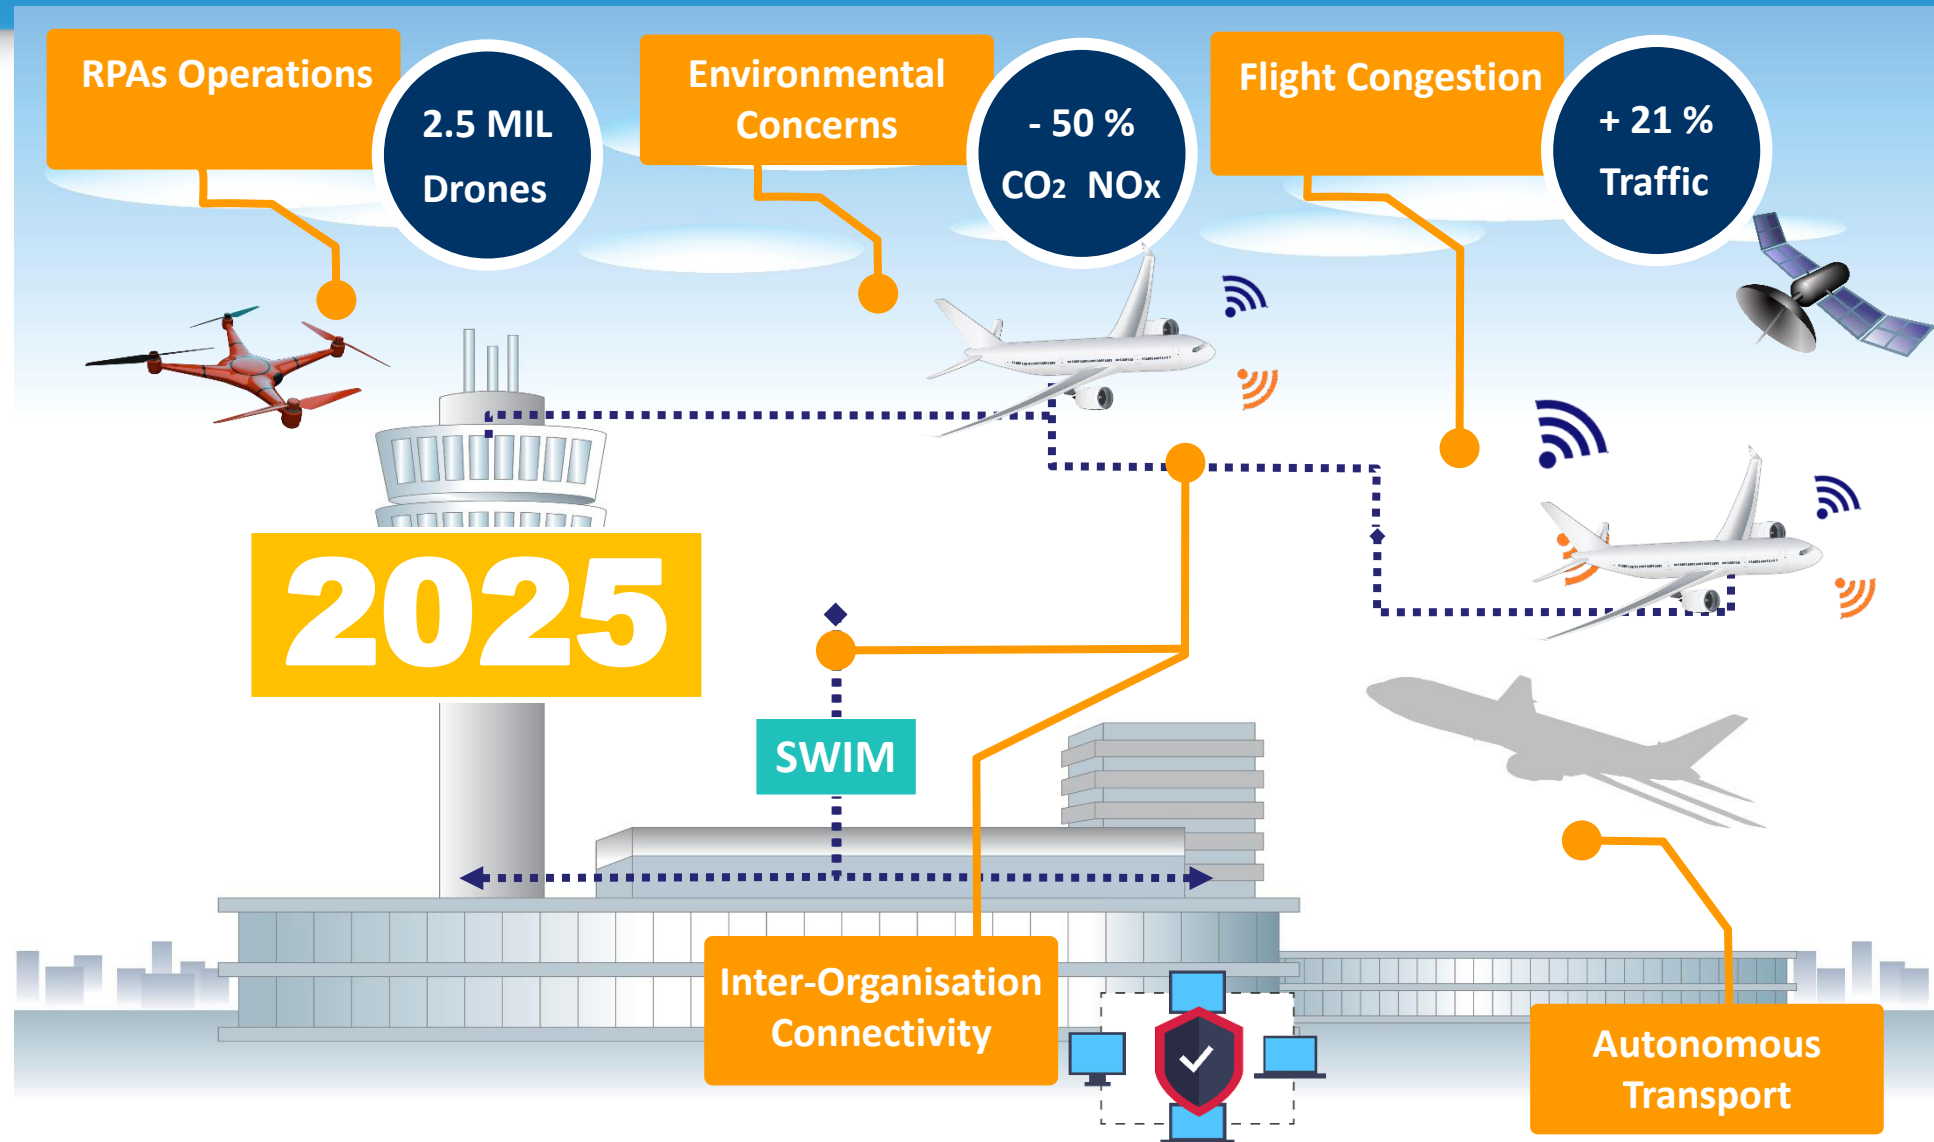 RPAs Operations
2.5 MIL
Drones
Environmental
Concerns
- 50 %
CO2 NOx
Flight Congestion
+ 21 %
Traffic
2025
SWIM
Inter-Organisation
Connectivity
Autonomous
Transport